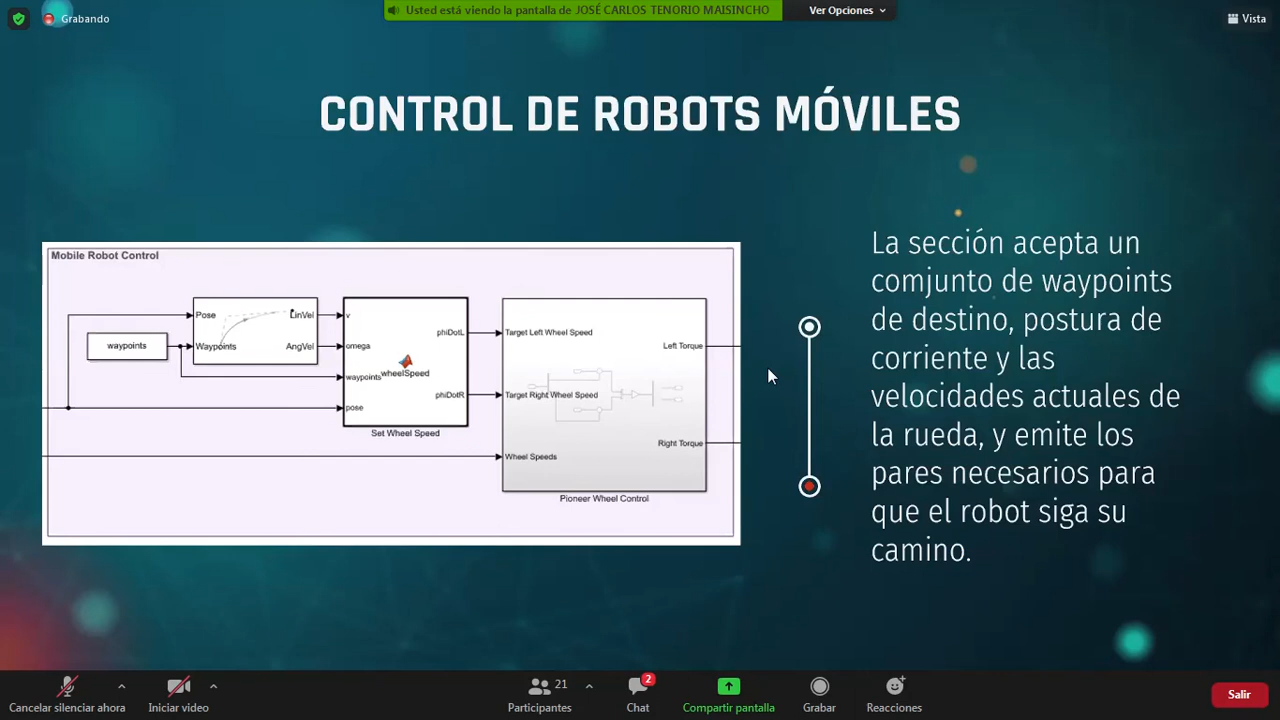 Grabando
Usted está viendo la pantalla de JOSÉ CARLOS TENORIO MAISINCHO
Ver Opciones
Vista
CONTROL DE ROBOTS MÓVILES
Mobile Robot Control
Pose
LinVel
Waypoints
AngVel
waypoints
v
omega
waypoints
pose
phiDotL
wheelSpeed
phiDotR
Set Wheel Speed
Target Left Wheel Speed
Left Torque
Target Right Wheel Speed
Right Torque
Wheel Speeds
Pioneer Wheel Control
La sección acepta un
comjunto de waypoints
de destino, postura de
corriente y las
velocidades actuales de
la rueda, y emite los
pares necesarios para
que el robot siga su
camino.
Cancelar silenciar ahora
Iniciar video
21
Participantes
2
Chat
Compartir pantalla
Grabar
Reacciones
Salir